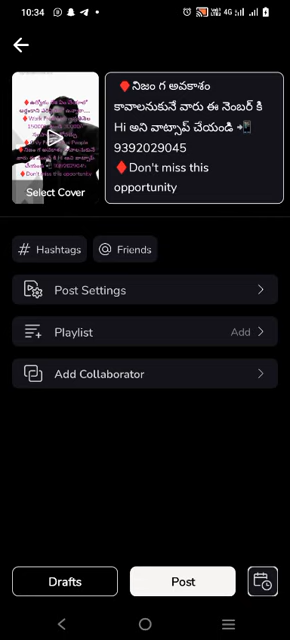 10:34
4G
♦️నిజం గ అవకాశం
కావాలనుకునే వారు ఈ నెంబర్ కి
Hi అని వాట్సాప్ చేయండి 📲
9392029045
♦️Don't miss this
opportunity
Select Cover
# Hashtags
@ Friends
Post Settings
Playlist
Add
Add Collaborator
Drafts
Post